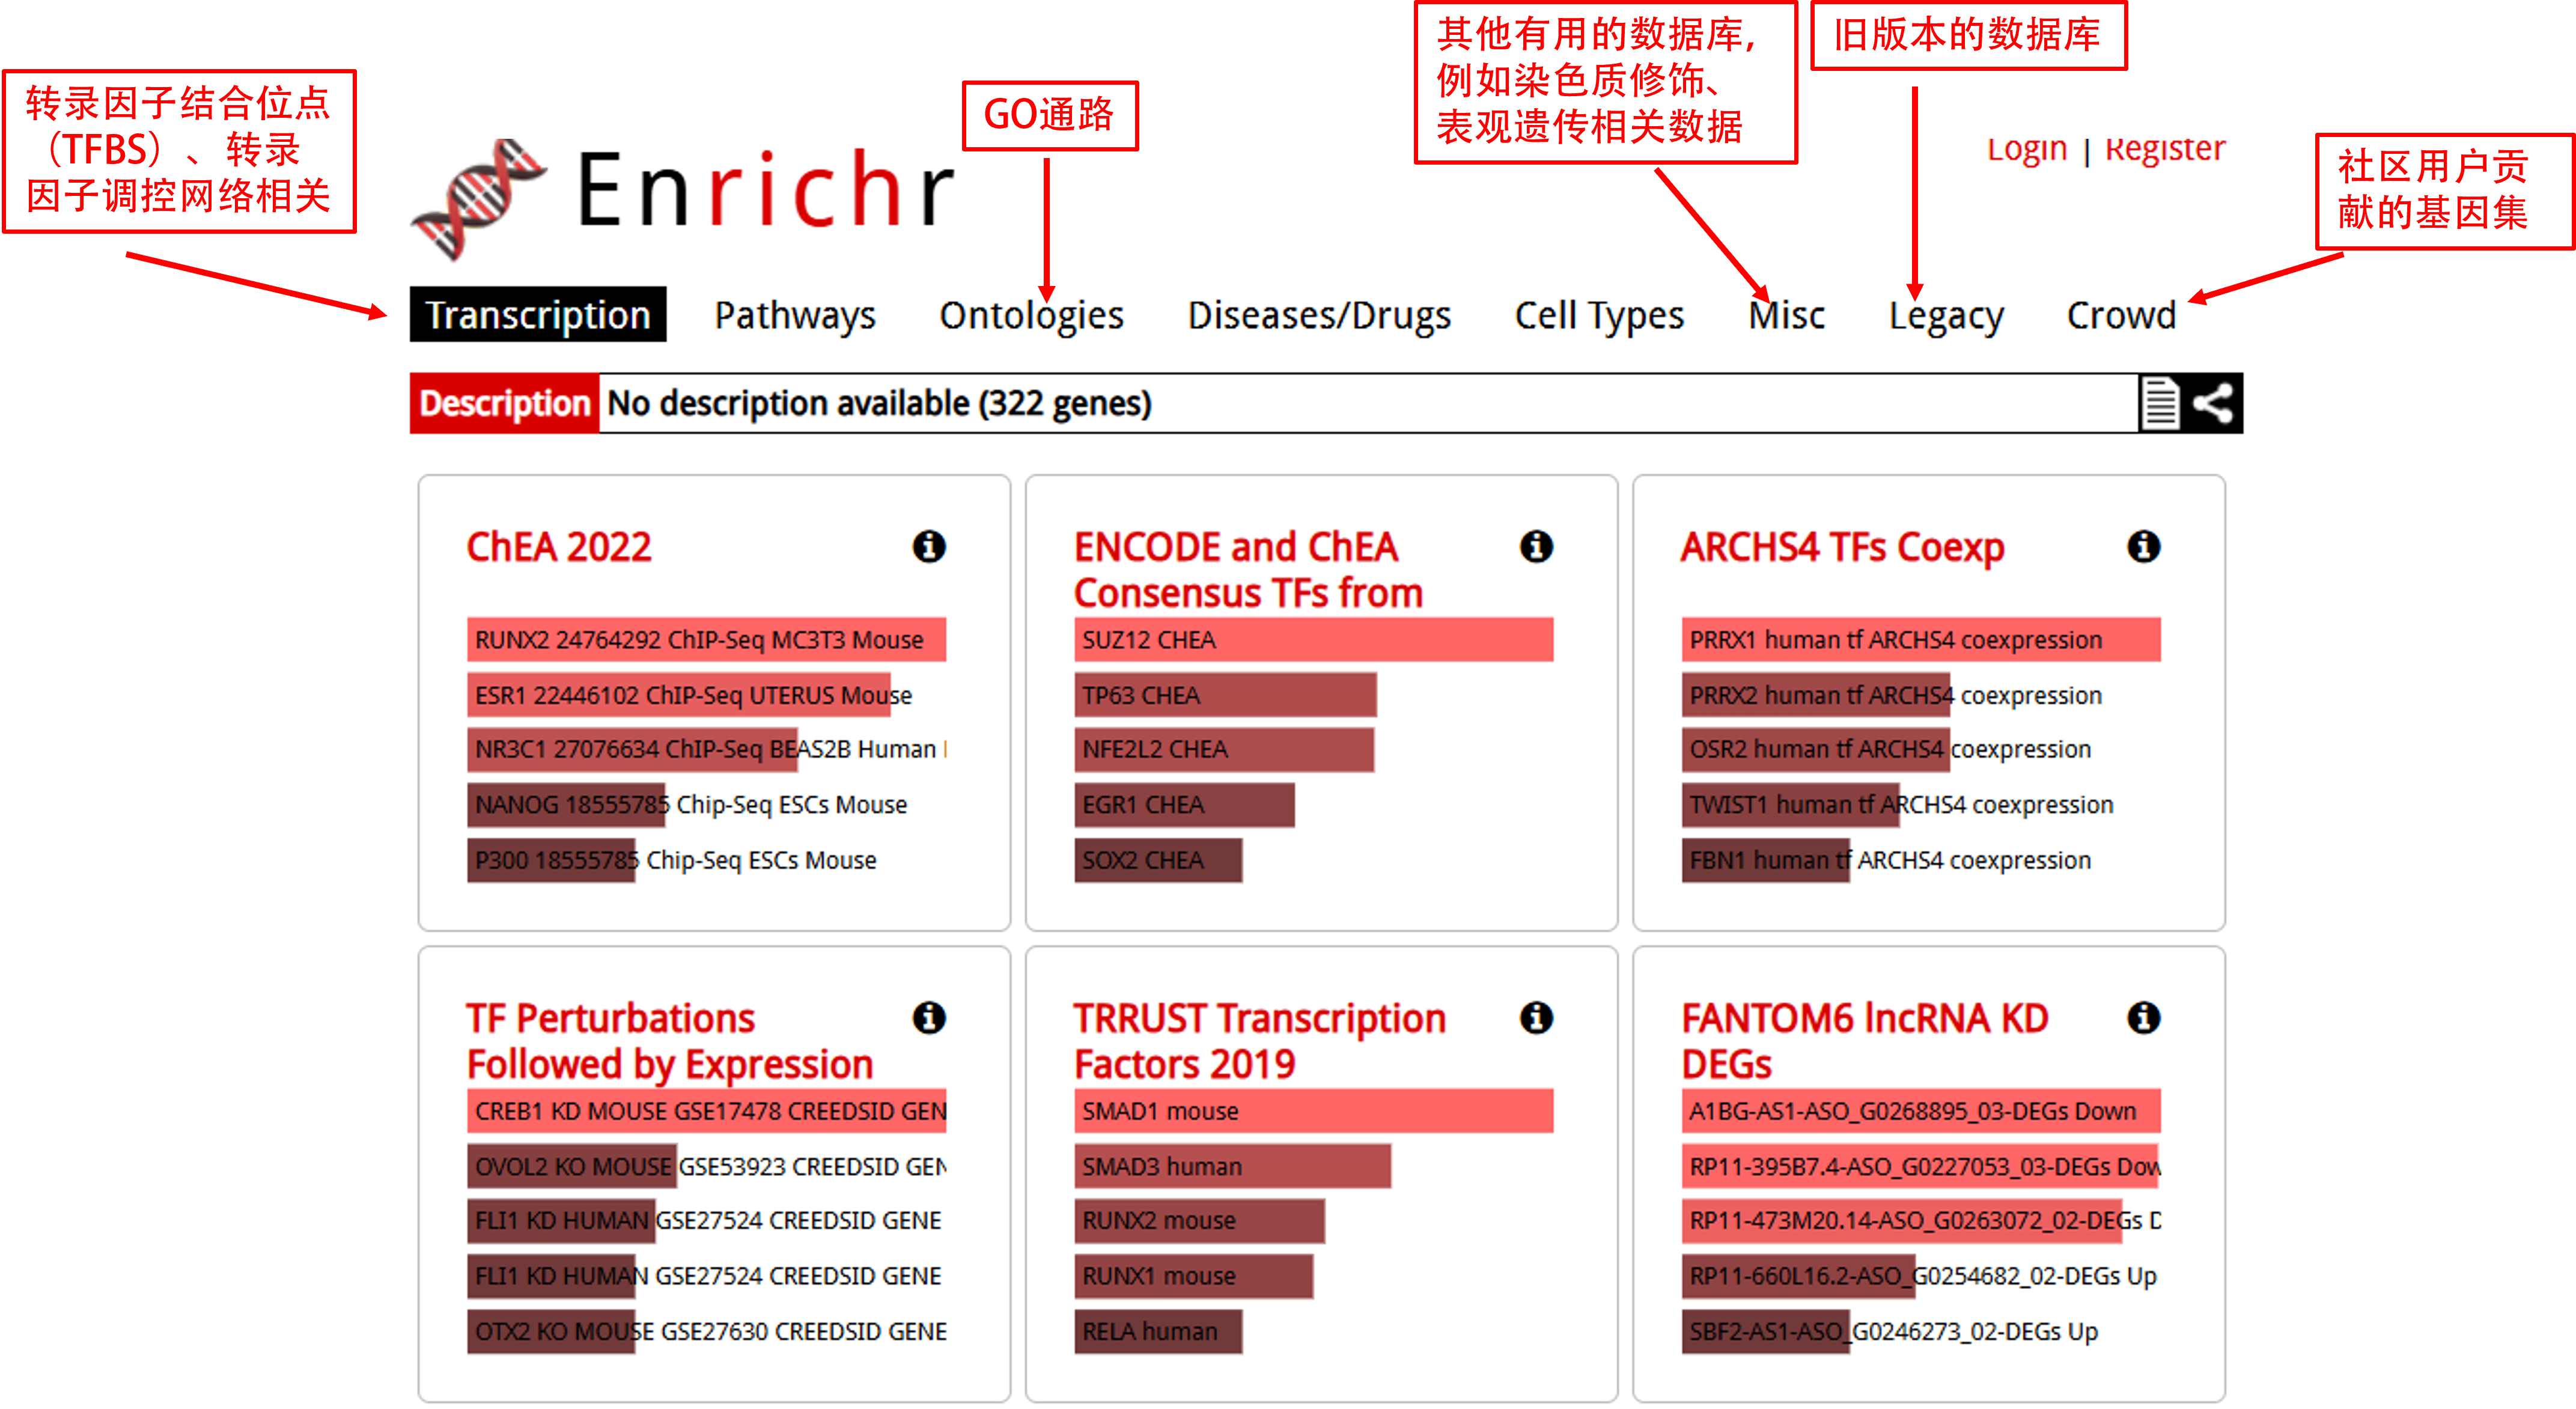 其他有用的数据库,
例如染色质修饰、
表观遗传相关数据
旧版本的数据库
转录因子结合位点
（TFBS）、转录
因子调控网络相关
GO通路
社区用户贡
献的基因集
Login | Register
Enrichr
Transcription Pathways Ontologies Diseases/Drugs Cell Types Misc Legacy Crowd
Description No description available (322 genes)
ChEA 2022
RUNX2 24764292 ChIP-Seq MC3T3 Mouse
ESR1 22446102 ChIP-Seq UTERUS Mouse
NR3C1 27076634 ChIP-Seq BEAS2B Human
NANOG 18555785 Chip-Seq ESCs Mouse
P300 18555785 Chip-Seq ESCs Mouse
ENCODE and ChEA
Consensus TFs from
SUZ12 CHEA
TP63 CHEA
NFE2L2 CHEA
EGR1 CHEA
SOX2 CHEA
ARCHS4 TFs Coexp
PRRX1 human tf ARCHS4 coexpression
PRRX2 human tf ARCHS4 coexpression
OSR2 human tf ARCHS4 coexpression
TWIST1 human tf ARCHS4 coexpression
FBN1 human tf ARCHS4 coexpression
TF Perturbations
Followed by Expression
CREB1 KD MOUSE GSE17478 CREEDSID GEN
OVOL2 KO MOUSE GSE53923 CREEDSID GEN
FLI1 KD HUMAN GSE27524 CREEDSID GENE
FLI1 KD HUMAN GSE27524 CREEDSID GENE
OTX2 KO MOUSE GSE27630 CREEDSID GENE
TRRUST Transcription
Factors 2019
SMAD1 mouse
SMAD3 human
RUNX2 mouse
RUNX1 mouse
RELA human
FANTOM6 lncRNA KD
DEGs
A1BG-AS1-ASO_G0268895_03-DEGs Down
RP11-395B7.4-ASO_G0227053_03-DEGs Dow
RP11-473M20.14-ASO_G0263072_02-DEGs D
RP11-660L16.2-ASO_G0254682_02-DEGs Up
SBF2-AS1-ASO_G0246273_02-DEGs Up